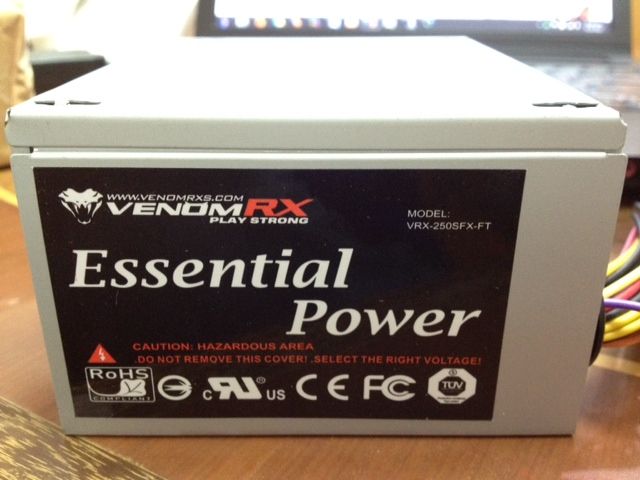 WWW.VENOMRXS.COM
VENOMRX
PLAY STRONG
MODEL:
VRX-250SFX-FT
Essential
Power
CAUTION: HAZARDOUS AREA
.DO NOT REMOVE THIS COVER! .SELECT THE RIGHT VOLTAGE!
RoHS
COMPLIANT
c RU US
CE
FC
TÜV